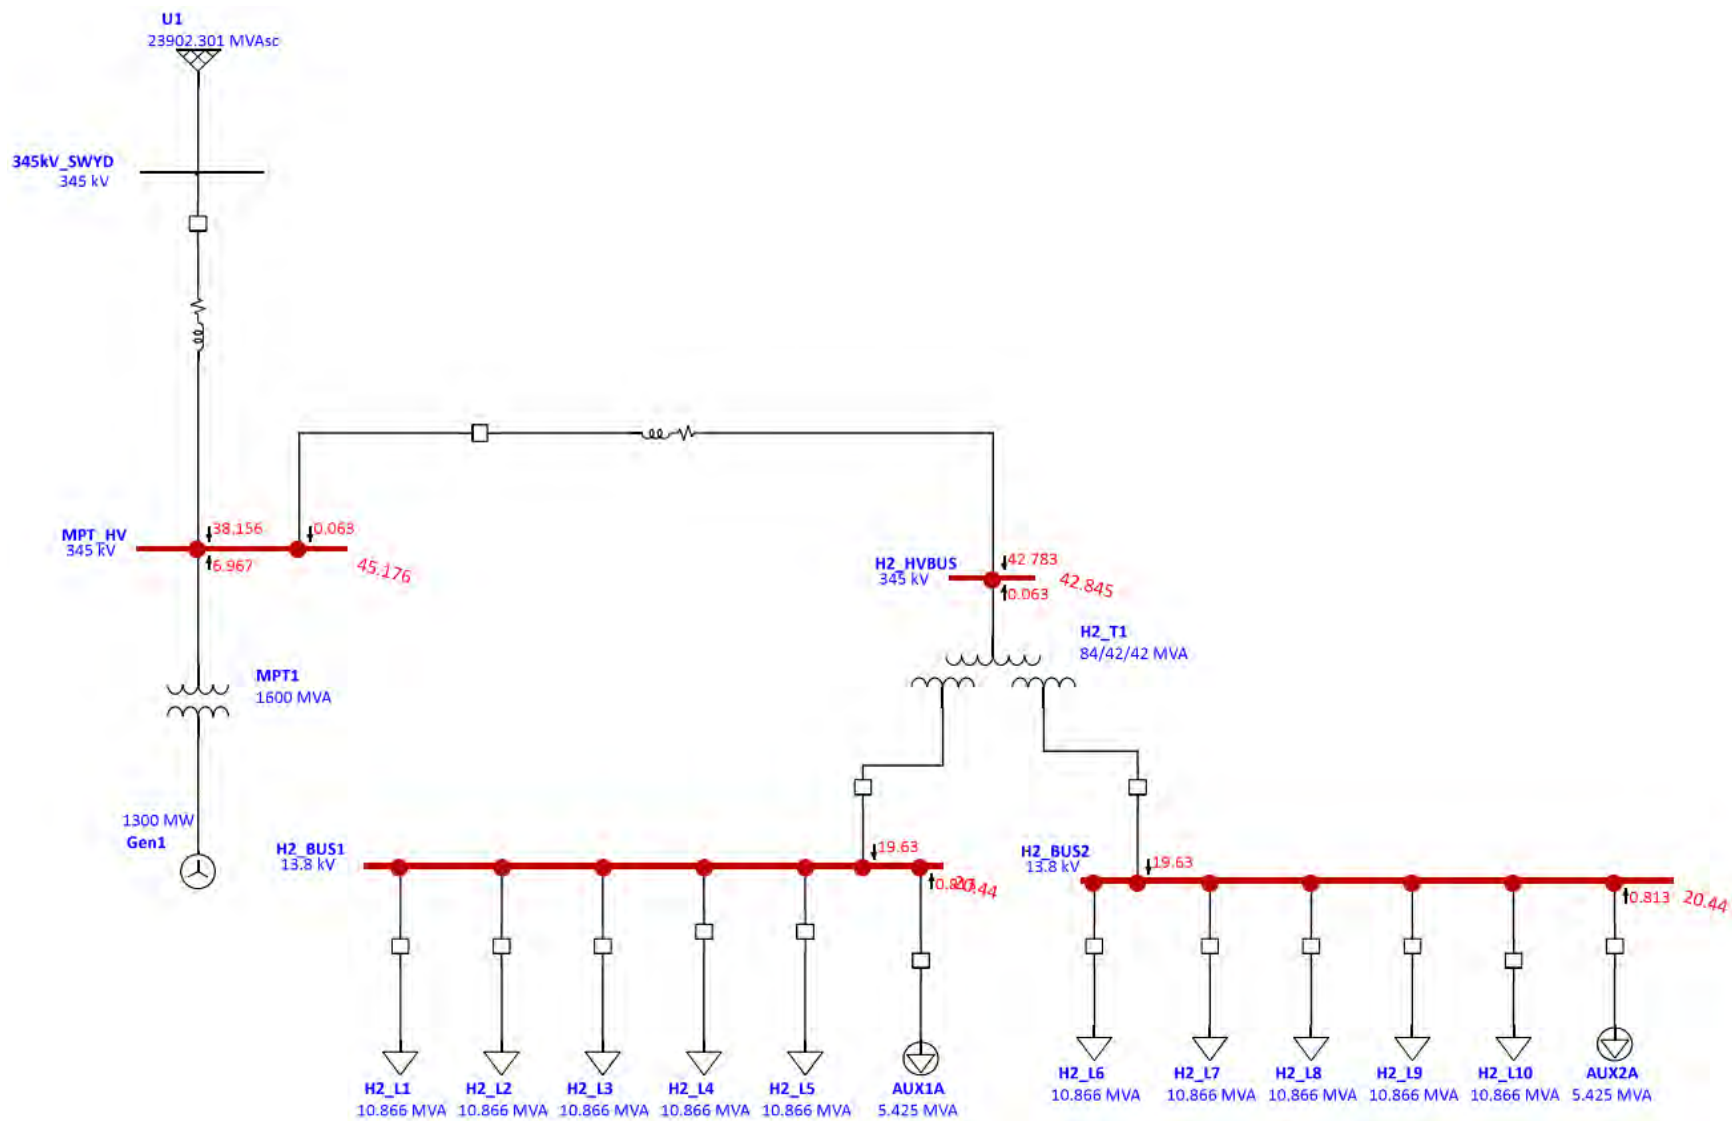 U1
23902.301 MVAsc
345kV_SWYD
345 kV
38.156
0.063
MPT_HV
345 kV
6.967
45.176
42.783
H2_HVBUS
345 kV
42.845
0.063
H2_T1
84/42/42 MVA
MPT1
1600 MVA
1300 MW
Gen1
H2_BUS1
13.8 kV
19.63
0.813
20.44
H2_BUS2
13.8 kV
19.63
0.813
20.44
H2_L1
10.866 MVA
H2_L2
10.866 MVA
H2_L3
10.866 MVA
H2_L4
10.866 MVA
H2_L5
10.866 MVA
AUX1A
5.425 MVA
H2_L6
10.866 MVA
H2_L7
10.866 MVA
H2_L8
10.866 MVA
H2_L9
10.866 MVA
H2_L10
10.866 MVA
AUX2A
5.425 MVA